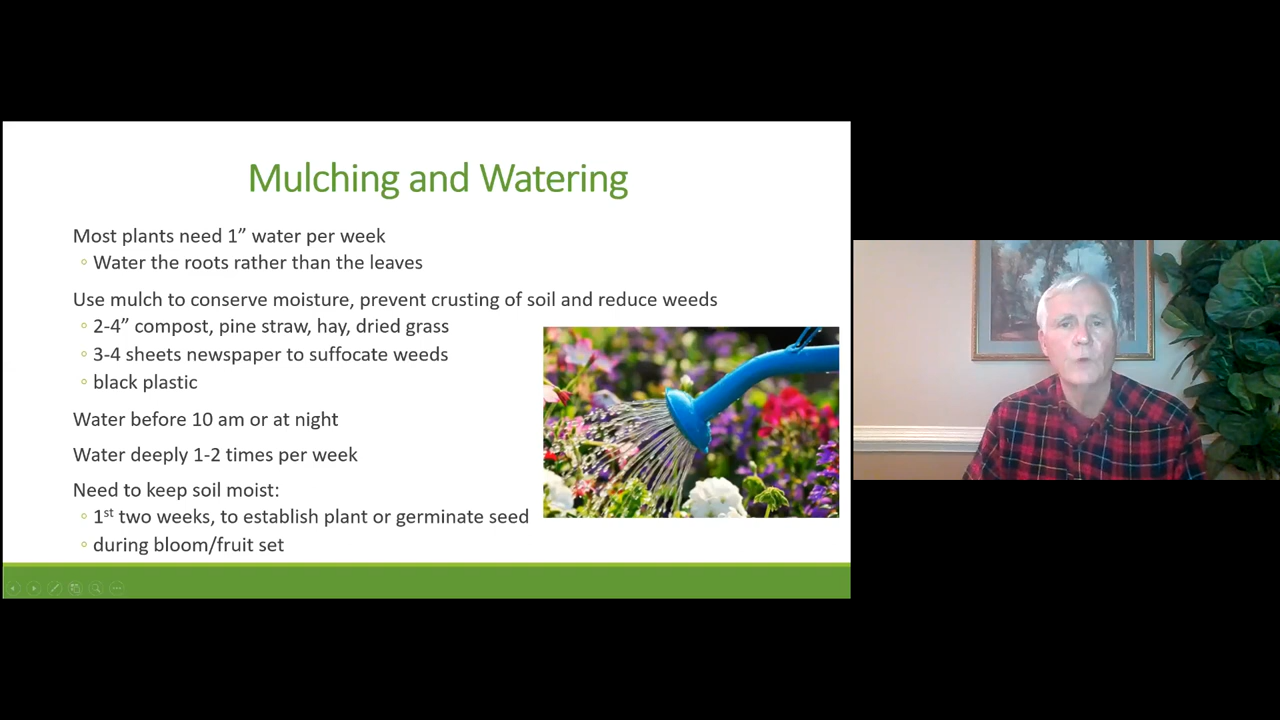 Mulching and Watering
Most plants need 1” water per week
◦ Water the roots rather than the leaves
Use mulch to conserve moisture, prevent crusting of soil and reduce weeds
◦ 2-4” compost, pine straw, hay, dried grass
◦ 3-4 sheets newspaper to suffocate weeds
◦ black plastic
Water before 10 am or at night
Water deeply 1-2 times per week
Need to keep soil moist:
◦ 1st two weeks, to establish plant or germinate seed
◦ during bloom/fruit set